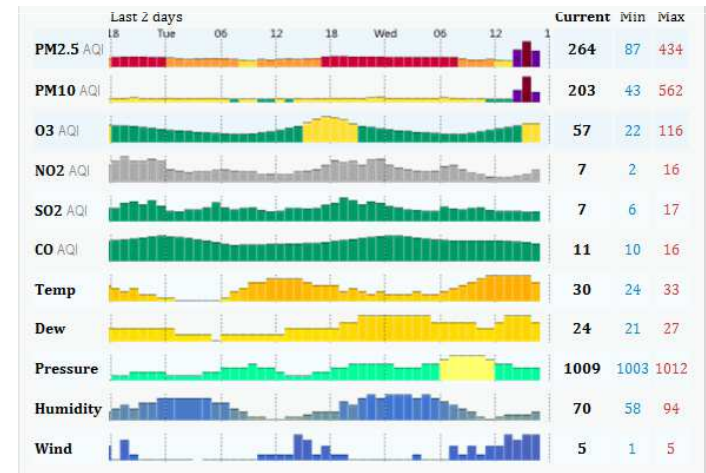 Last 2 days Current Min Max
18 Tue 06 12 18 Wed 06 12 1
PM2.5 AQI 264 87 434
PM10 AQI 203 43 562
O3 AQI 57 22 116
NO2 AQI 7 2 16
SO2 AQI 7 6 17
CO AQI 11 10 16
Temp 30 24 33
Dew 24 21 27
Pressure 1009 1003 1012
Humidity 70 58 94
Wind 5 1 5